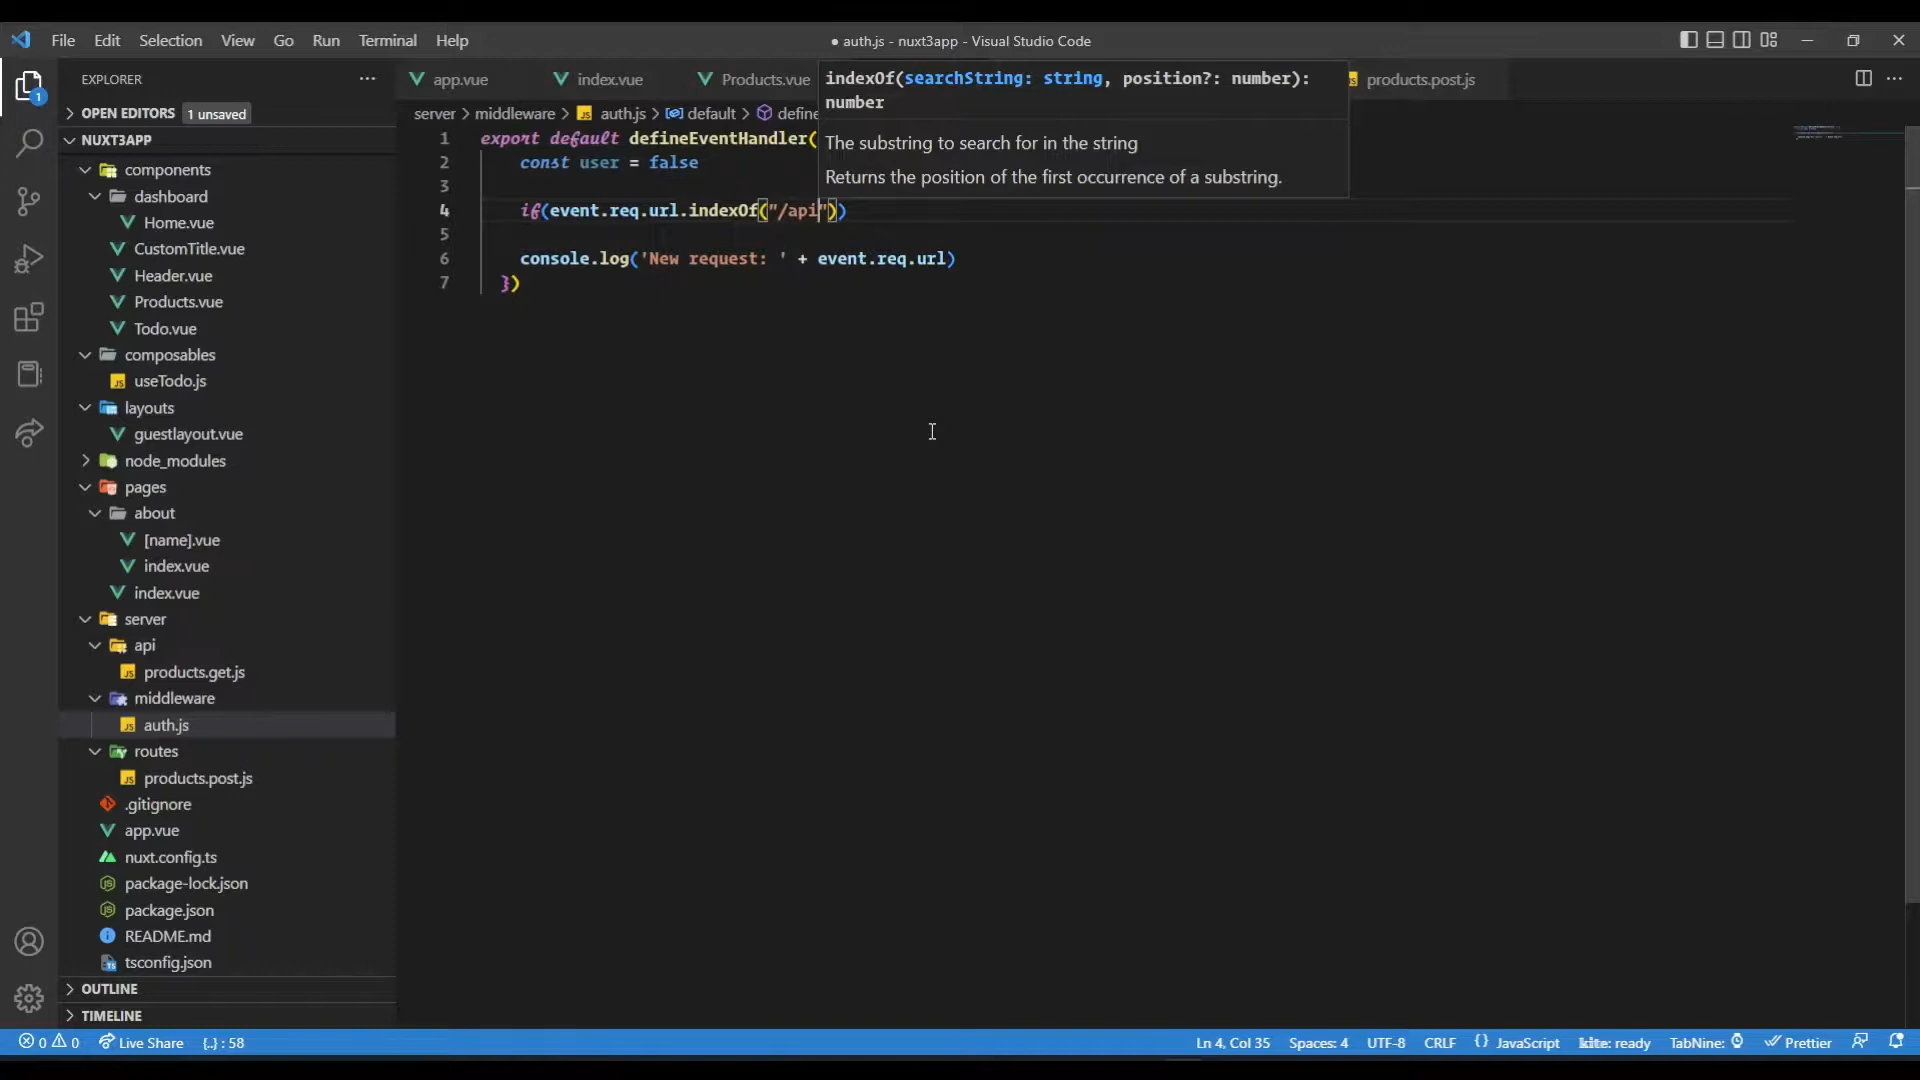 File Edit Selection View Go Run Terminal Help
● auth.js - nuxt3app - Visual Studio Code
EXPLORER
OPEN EDITORS 1 unsaved
NUXT3APP
components
dashboard
Home.vue
CustomTitle.vue
Header.vue
Products.vue
Todo.vue
composables
useTodo.js
layouts
guestlayout.vue
node_modules
pages
about
[name].vue
index.vue
index.vue
server
api
products.get.js
middleware
auth.js
routes
products.post.js
.gitignore
app.vue
nuxt.config.ts
package-lock.json
package.json
README.md
tsconfig.json
OUTLINE
TIMELINE
app.vue index.vue Products.vue products.post.js
server > middleware > auth.js > default > define
indexOf(searchString: string, position?: number):
number
The substring to search for in the string
Returns the position of the first occurrence of a substring.
1 export default defineEventHandler(
2 const user = false
3
4 if(event.req.url.indexOf("/api"))
5
6 console.log('New request: ' + event.req.url)
7 })
0 0 Live Share {..} : 58
Ln 4, Col 35 Spaces: 4 UTF-8 CRLF {} JavaScript kite: ready TabNine: Prettier